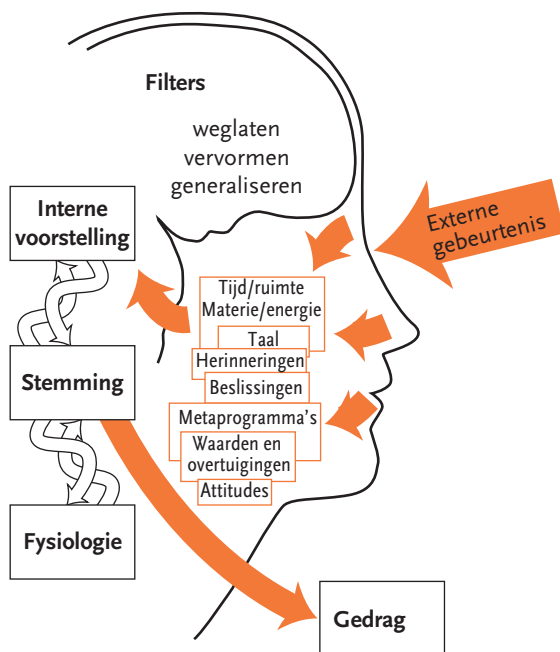 Filters
weglaten
vervormen
generaliseren
Interne
voorstelling
Externe
gebeurtenis
Tijd/ruimte
Materie/energie
Taal
Herinneringen
Beslissingen
Metaprogramma's
Waarden en
overtuigingen
Attitudes
Stemming
Fysiologie
Gedrag